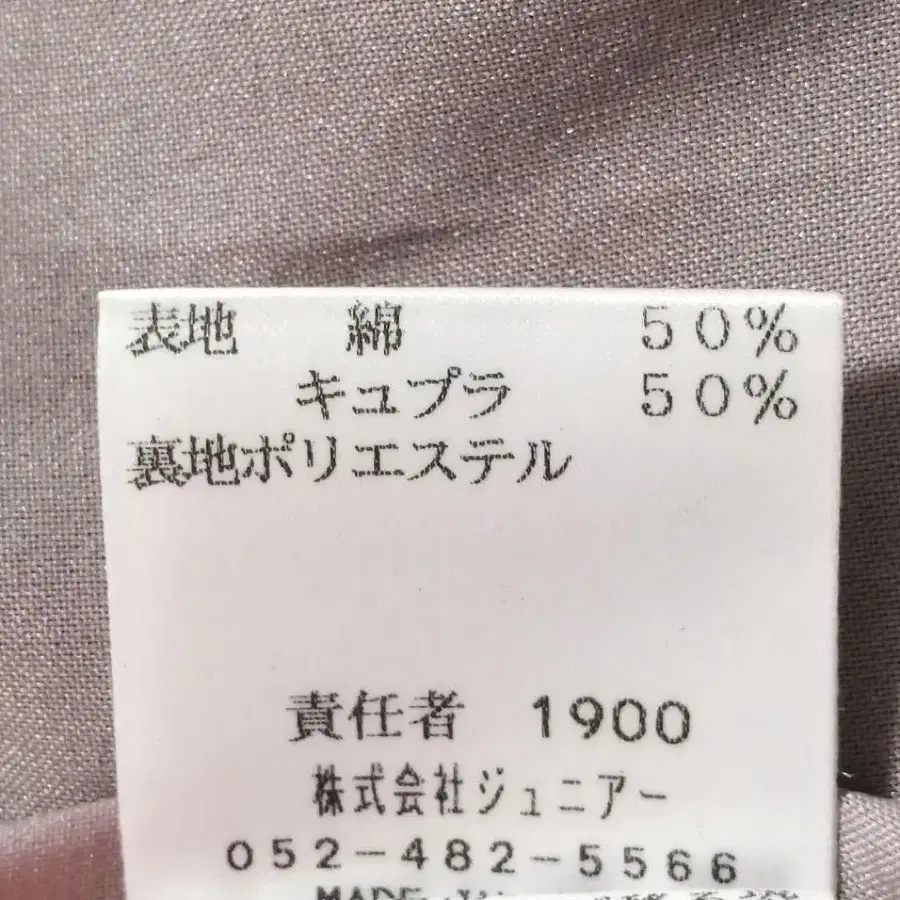 表地 綿 50%
キュプラ 50%
裏地ポリエステル
責任者 1900
株式会社ジュニアー
052-482-5566
MADE